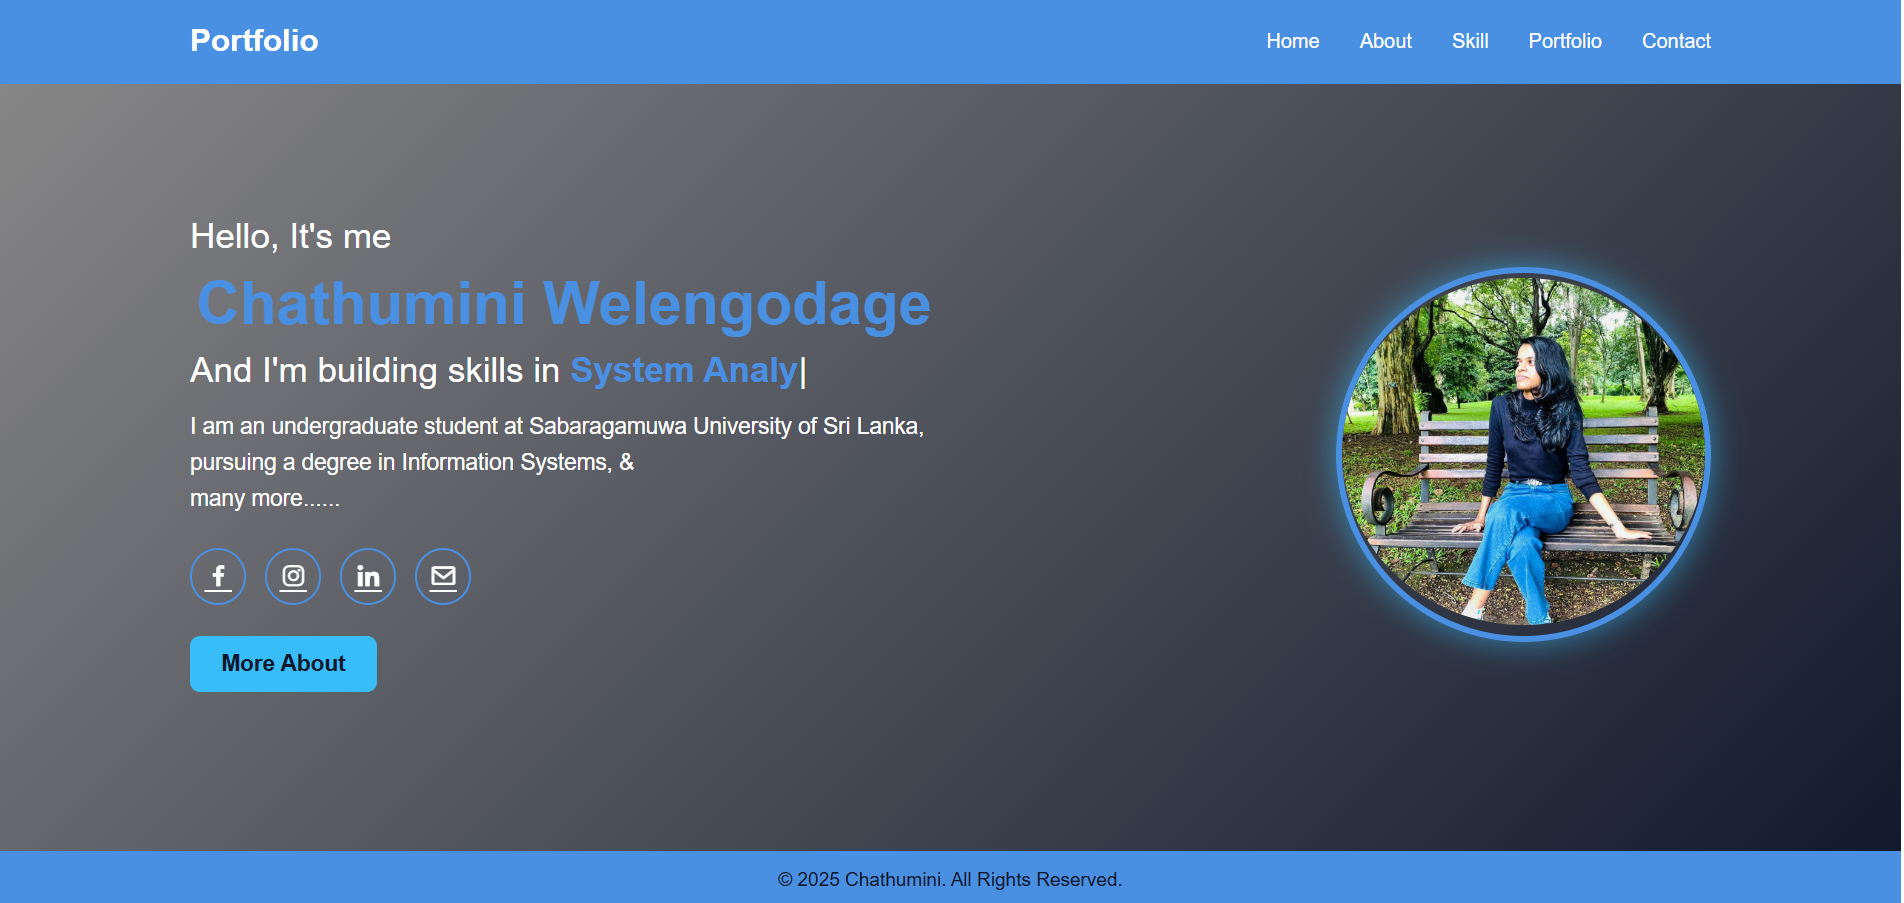 Portfolio
Home About Skill Portfolio Contact
Hello, It's me
Chathumini Welengodage
And I'm building skills in System Analy|
I am an undergraduate student at Sabaragamuwa University of Sri Lanka,
pursuing a degree in Information Systems, &
many more......
More About
© 2025 Chathumini. All Rights Reserved.